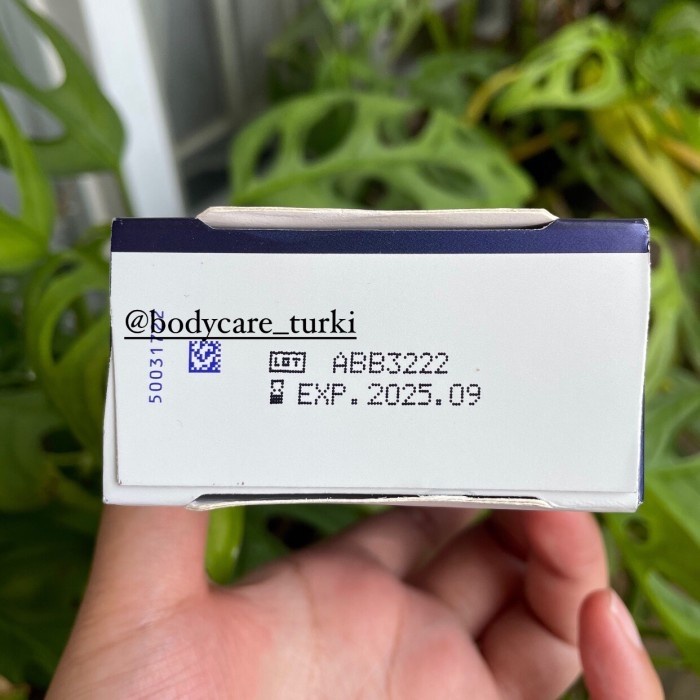 @bodycare_turki
LOT ABB3222
EXP. 2025.09